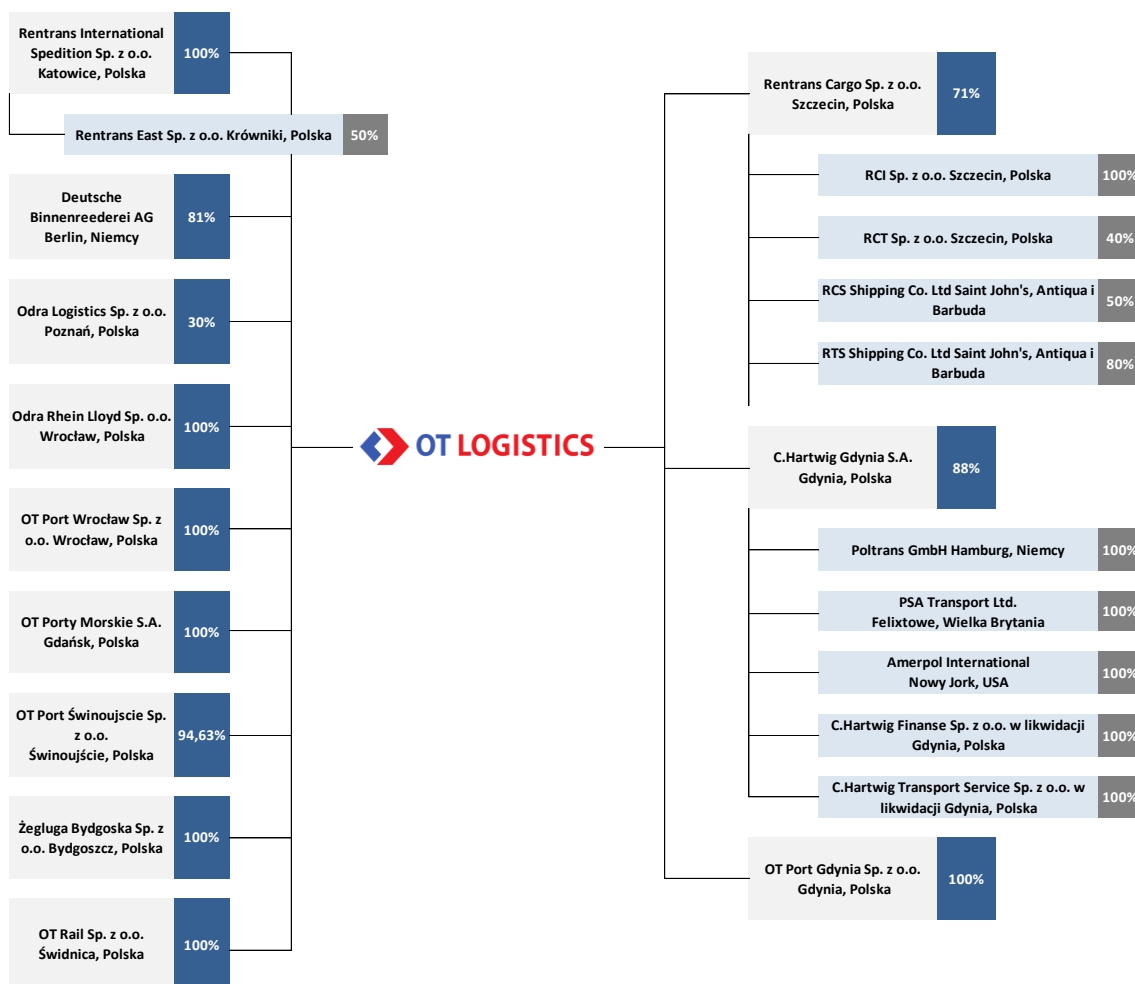 Rentrans International
Spedition Sp. z o.o.
Katowice, Polska
100%
Rentrans East Sp. z o.o. Krówniki, Polska
50%
Deutsche
Binnenreederei AG
Berlin, Niemcy
81%
Odra Logistics Sp. z o.o.
Poznań, Polska
30%
Odra Rhein Lloyd Sp. o.o.
Wrocław, Polska
100%
OT Port Wrocław Sp. z
o.o. Wrocław, Polska
100%
OT Porty Morskie S.A.
Gdańsk, Polska
100%
OT Port Świnoujscie Sp.
z o.o.
Świnoujście, Polska
94,63%
Żegluga Bydgoska Sp. z
o.o. Bydgoszcz, Polska
100%
OT Rail Sp. z o.o.
Świdnica, Polska
100%
OT LOGISTICS
Rentrans Cargo Sp. z o.o.
Szczecin, Polska
71%
RCI Sp. z o.o. Szczecin, Polska
100%
RCT Sp. z o.o. Szczecin, Polska
40%
RCS Shipping Co. Ltd Saint John's, Antiqua i
Barbuda
50%
RTS Shipping Co. Ltd Saint John's, Antiqua i
Barbuda
80%
C.Hartwig Gdynia S.A.
Gdynia, Polska
88%
Poltrans GmbH Hamburg, Niemcy
100%
PSA Transport Ltd.
Felixtowe, Wielka Brytania
100%
Amerpol International
Nowy Jork, USA
100%
C.Hartwig Finanse Sp. z o.o. w likwidacji
Gdynia, Polska
100%
C.Hartwig Transport Service Sp. z o.o. w
likwidacji Gdynia, Polska
100%
OT Port Gdynia Sp. z o.o.
Gdynia, Polska
100%